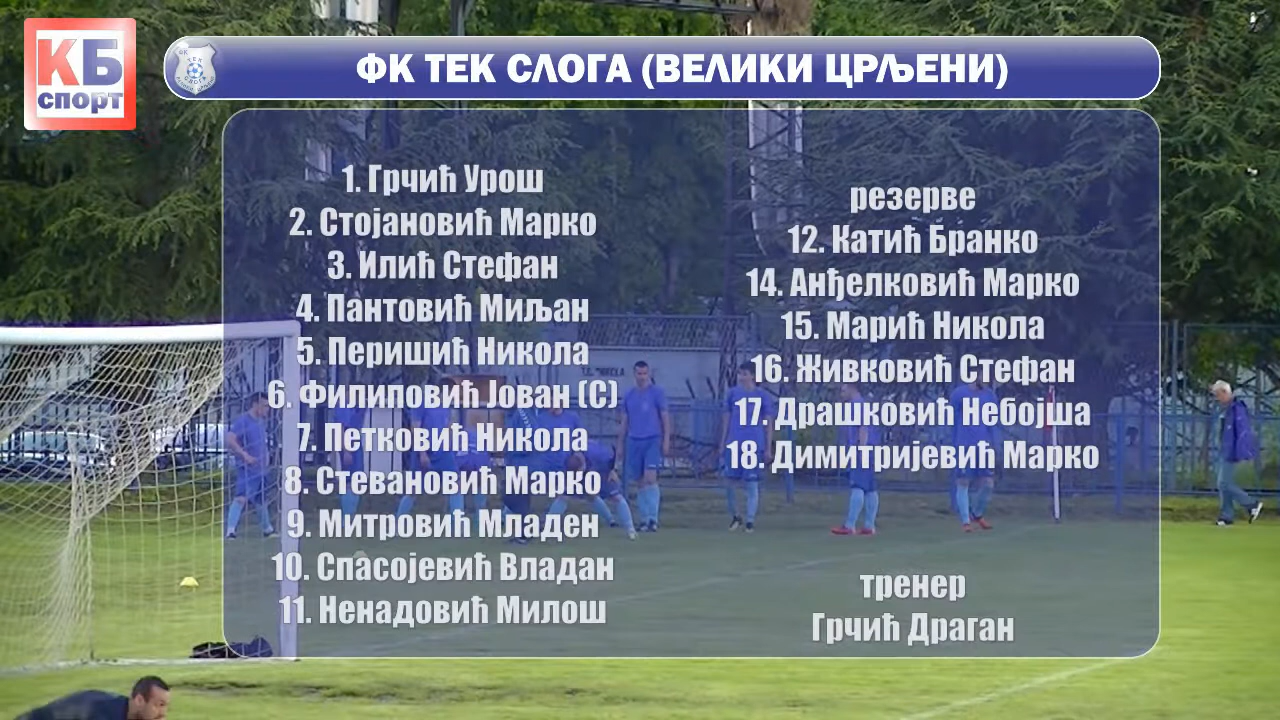 КБ
спорт
ФК ТЕК СЛОГА (ВЕЛИКИ ЦРЉЕНИ)
1. Грчић Урош
2. Стојановић Марко
3. Илић Стефан
4. Пантовић Миљан
5. Перишић Никола
6. Филиповић Јован (С)
7. Петковић Никола
8. Стевановић Марко
9. Митровић Младен
10. Спасојевић Владан
11. Ненадовић Милош
резерве
12. Катић Бранко
14. Анђелковић Марко
15. Марић Никола
16. Живковић Стефан
17. Драшковић Небојша
18. Димитријевић Марко
тренер
Грчић Драган